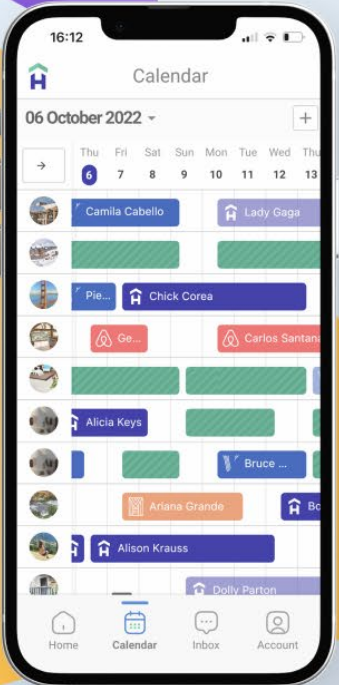 16:12
Calendar
06 October 2022
+
→
Thu Fri Sat Sun Mon Tue Wed Thu
6 7 8 9 10 11 12 13
Camila Cabello Lady Gaga
Pie... Chick Corea
Ge... Carlos Santana
Alicia Keys
Bruce ...
Ariana Grande Bo
Alison Krauss
Dolly Parton
Home Calendar Inbox Account